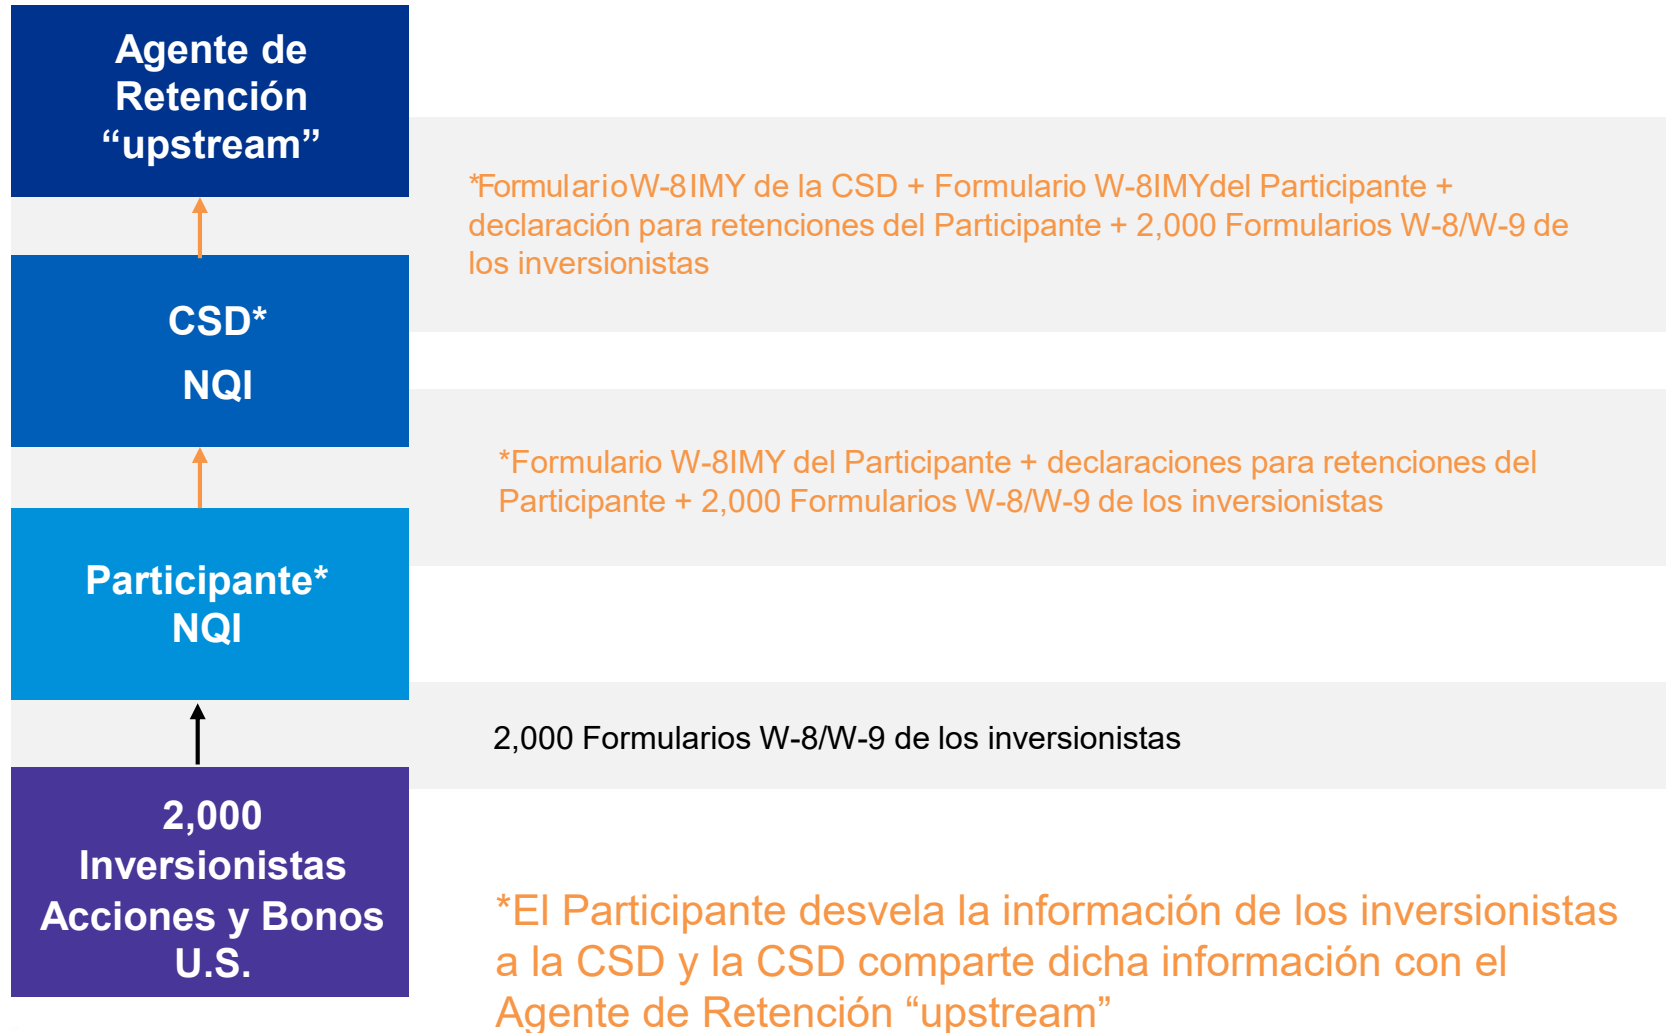 Agente de
Retención
“upstream”
*Formulario W-8IMY de la CSD + Formulario W-8IMYdel Participante +
declaración para retenciones del Participante + 2,000 Formularios W-8/W-9 de
los inversionistas
CSD*
NQI
*Formulario W-8IMY del Participante + declaraciones para retenciones del
Participante + 2,000 Formularios W-8/W-9 de los inversionistas
Participante*
NQI
2,000 Formularios W-8/W-9 de los inversionistas
2,000
Inversionistas
Acciones y Bonos
U.S.
*El Participante desvela la información de los inversionistas
a la CSD y la CSD comparte dicha información con el
Agente de Retención “upstream”